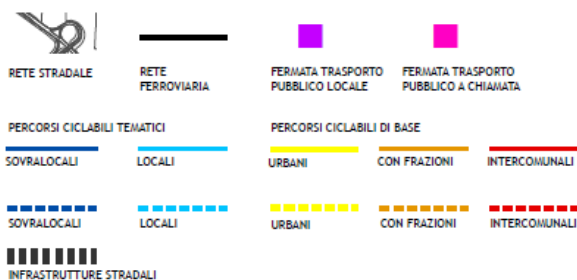 RETE STRADALE
RETE
FERROVIARIA
FERMATA TRASPORTO
PUBBLICO LOCALE
FERMATA TRASPORTO
PUBBLICO A CHIAMATA
PERCORSI CICLABILI TEMATICI
PERCORSI CICLABILI DI BASE
SOVRALOCALI
LOCALI
URBANI
CON FRAZIONI
INTERCOMUNALI
SOVRALOCALI
LOCALI
URBANI
CON FRAZIONI
INTERCOMUNALI
INFRASTRUTTURE STRADALI